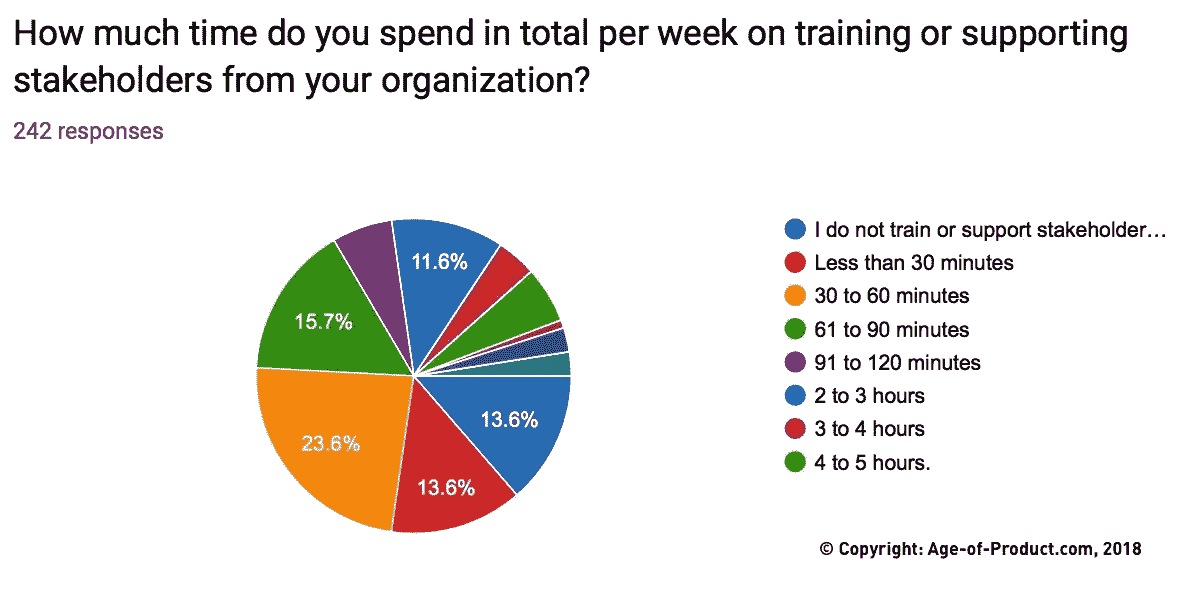 How much time do you spend in total per week on training or supporting
stakeholders from your organization?
242 responses
11.6%
15.7%
13.6%
23.6%
13.6%
I do not train or support stakeholder…
Less than 30 minutes
30 to 60 minutes
61 to 90 minutes
91 to 120 minutes
2 to 3 hours
3 to 4 hours
4 to 5 hours.
© Copyright: Age-of-Product.com, 2018